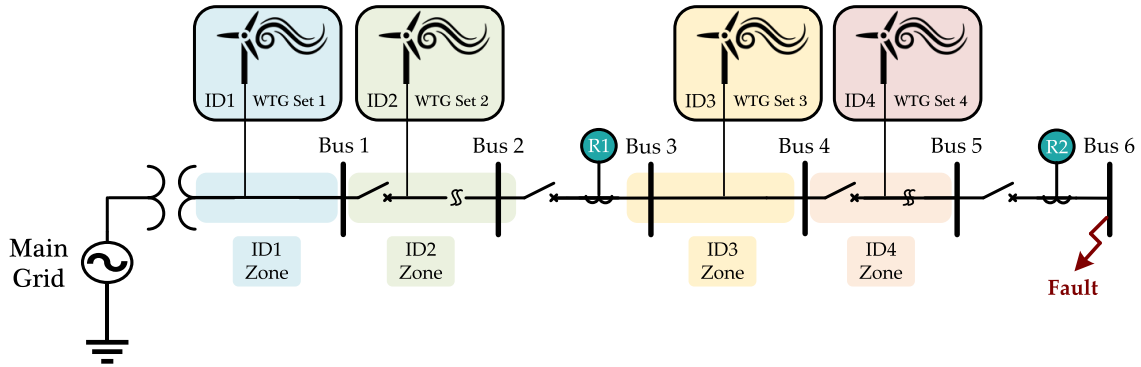 ID1 WTG Set 1
ID2 WTG Set 2
ID3 WTG Set 3
ID4 WTG Set 4
Bus 1
Bus 2
R1
Bus 3
Bus 4
Bus 5
R2
Bus 6
Main
Grid
ID1
Zone
ID2
Zone
ID3
Zone
ID4
Zone
Fault